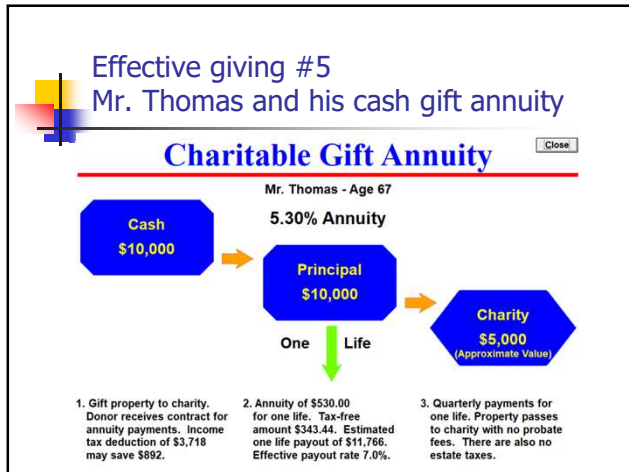 Effective giving #5
Mr. Thomas and his cash gift annuity
Charitable Gift Annuity
Close
Mr. Thomas - Age 67
5.30% Annuity
Cash
$10,000
Principal
$10,000
Charity
$5,000
(Approximate Value)
One Life
1. Gift property to charity.
Donor receives contract for
annuity payments. Income
tax deduction of $3,718
may save $892.
2. Annuity of $530.00
for one life. Tax-free
amount $343.44. Estimated
one life payout of $11,766.
Effective payout rate 7.0%.
3. Quarterly payments for
one life. Property passes
to charity with no probate
fees. There are also no
estate taxes.